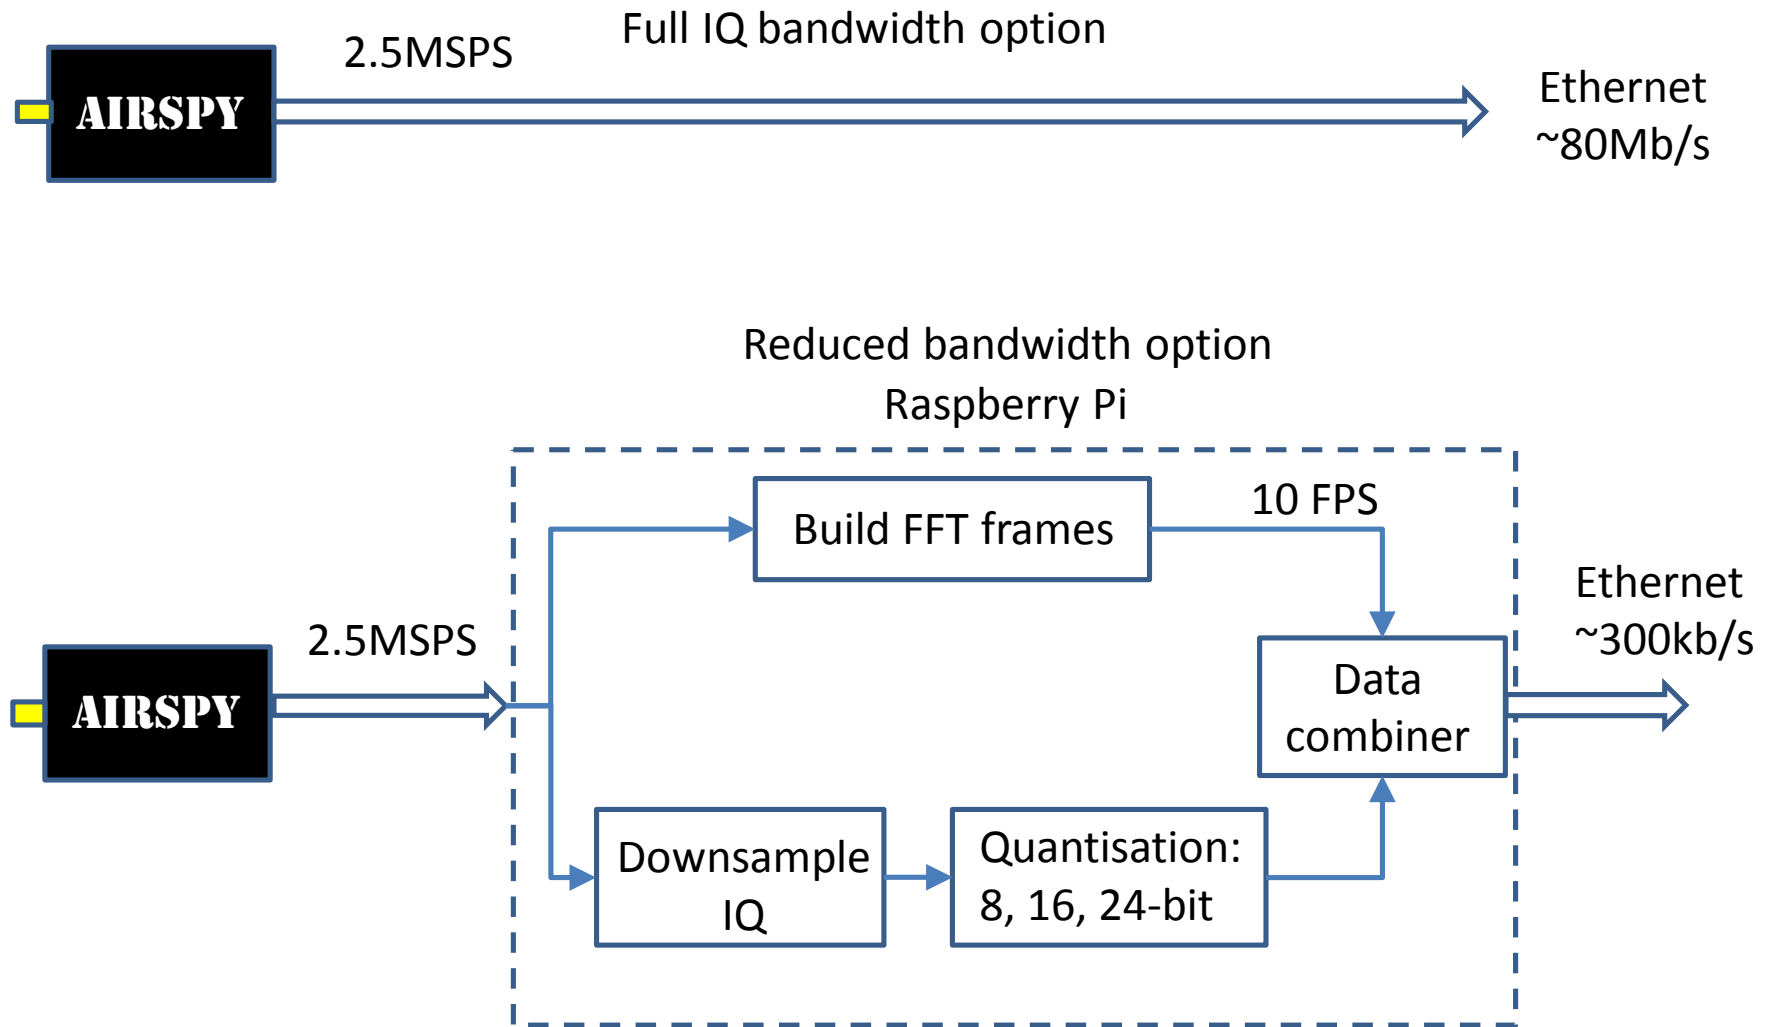 Full IQ bandwidth option
2.5MSPS
AIRSPY
Ethernet
~80Mb/s
Reduced bandwidth option
Raspberry Pi
Build FFT frames
10 FPS
Ethernet
~300kb/s
2.5MSPS
AIRSPY
Data
combiner
Downsample
IQ
Quantisation:
8, 16, 24-bit